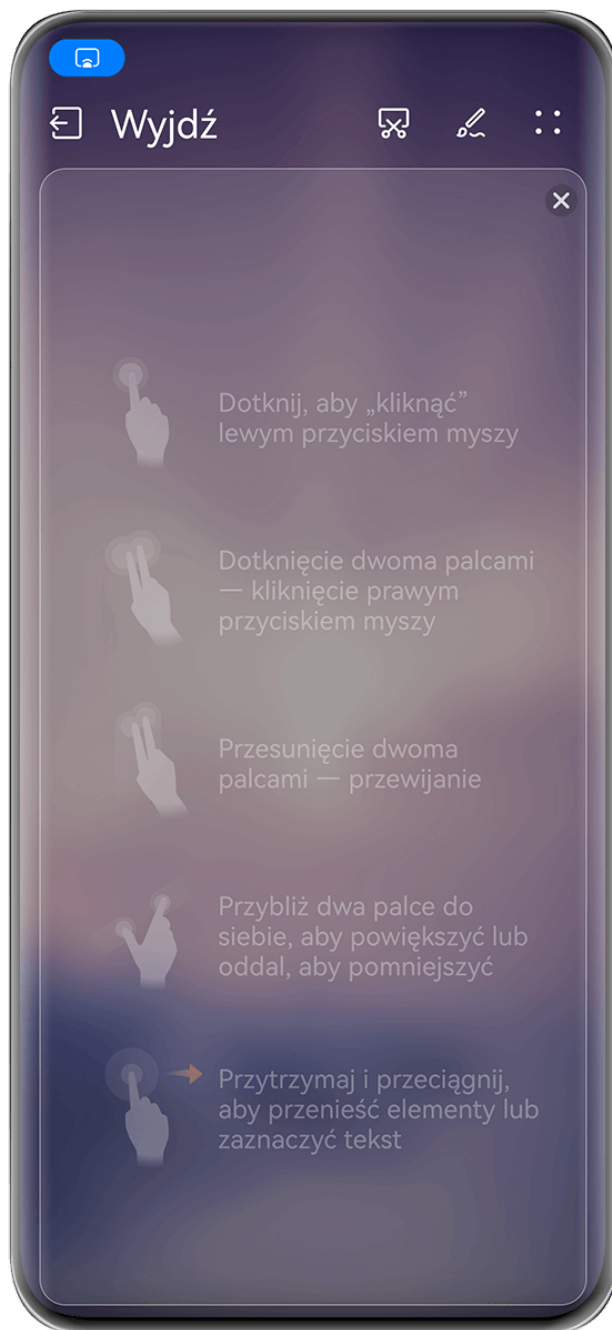 Wyjdź
Dotknij, aby „kliknąć”
lewym przyciskiem myszy
Dotknięcie dwoma palcami
— kliknięcie prawym
przyciskiem myszy
Przesunięcie dwoma
palcami — przewijanie
Przybliż dwa palce do
siebie, aby powiększyć lub
oddal, aby pomniejszyć
Przytrzymaj i przeciągnij,
aby przenieść elementy lub
zaznaczyć tekst